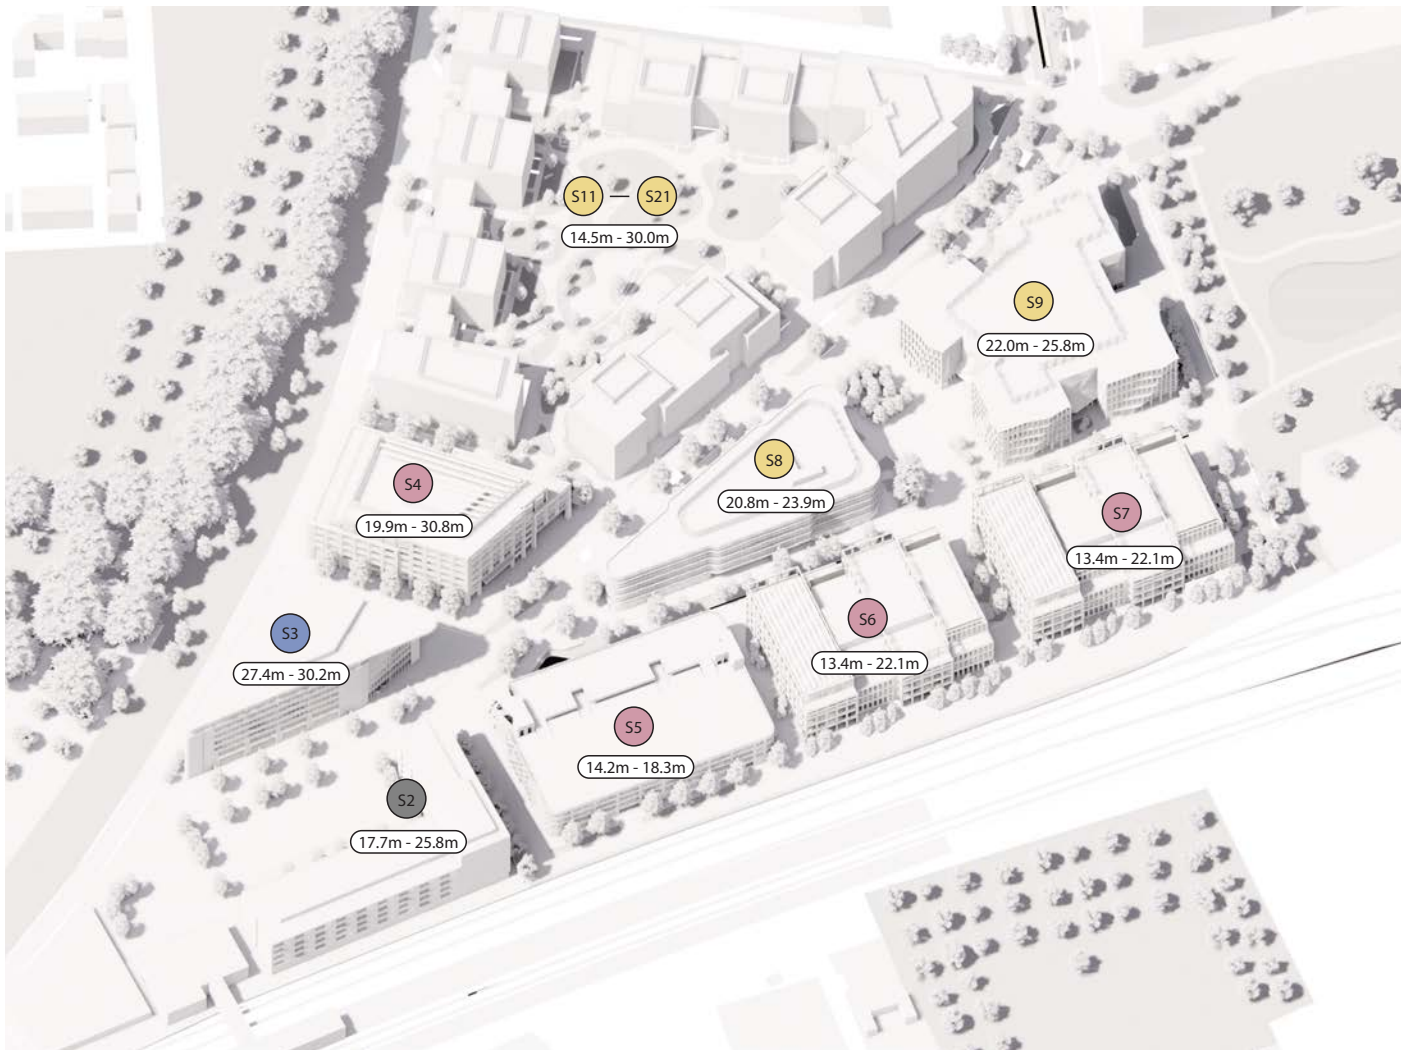 S11 — S21
14.5m - 30.0m
S9
22.0m - 25.8m
S8
20.8m - 23.9m
S4
19.9m - 30.8m
S7
13.4m - 22.1m
S6
13.4m - 22.1m
S3
27.4m - 30.2m
S5
14.2m - 18.3m
S2
17.7m - 25.8m